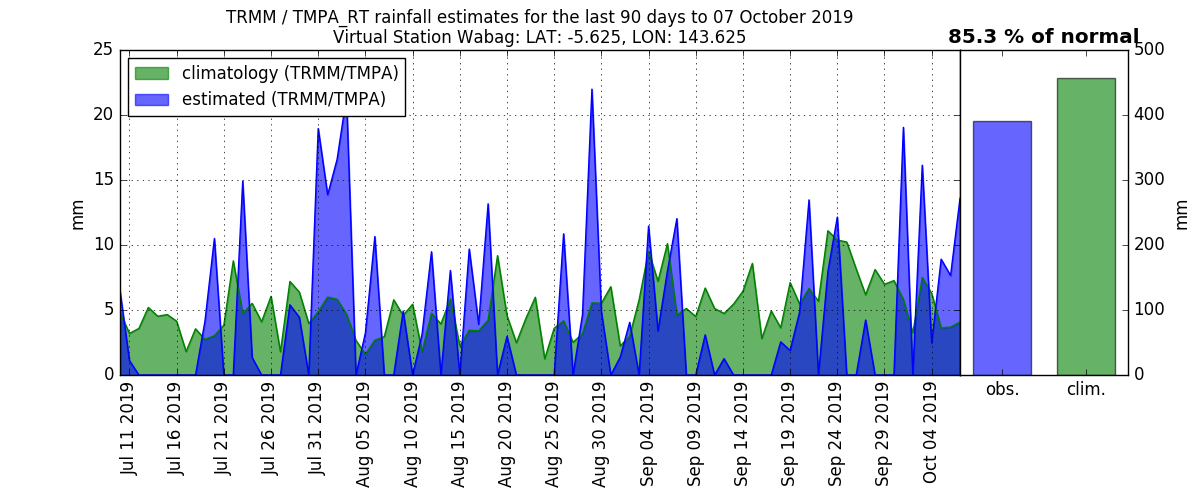 TRMM / TMPA_RT rainfall estimates for the last 90 days to 07 October 2019
Virtual Station Wabag: LAT: -5.625, LON: 143.625
85.3 % of normal
climatology (TRMM/TMPA)
estimated (TRMM/TMPA)
25
20
15
10
5
0
mm
500
400
300
200
100
0
mm
obs.
clim.
Jul 11 2019
Jul 16 2019
Jul 21 2019
Jul 26 2019
Jul 31 2019
Aug 05 2019
Aug 10 2019
Aug 15 2019
Aug 20 2019
Aug 25 2019
Aug 30 2019
Sep 04 2019
Sep 09 2019
Sep 14 2019
Sep 19 2019
Sep 24 2019
Sep 29 2019
Oct 04 2019